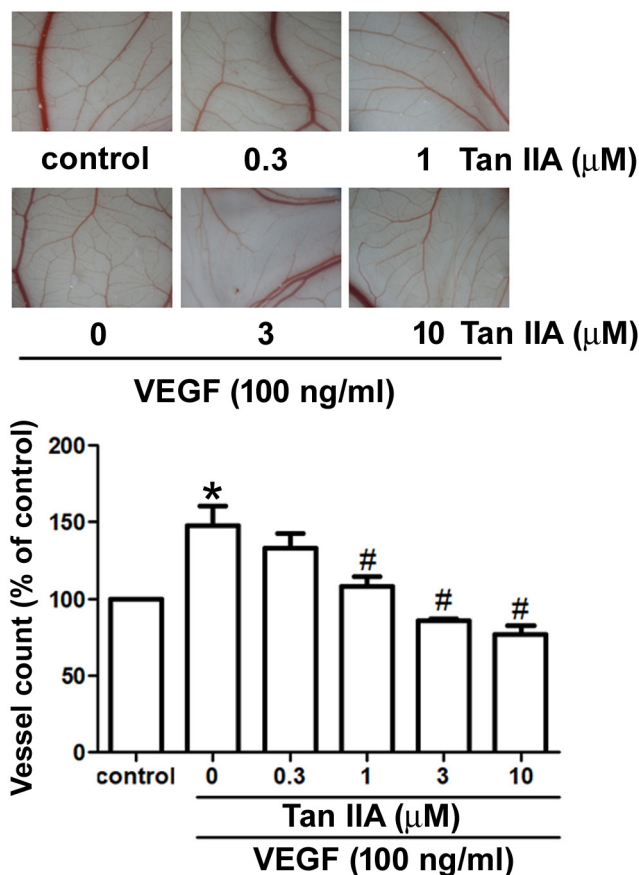 control 0.3 1 Tan IIA (μM)
0 3 10 Tan IIA (μM)
VEGF (100 ng/ml)
Vessel count (% of control)
200
150
100
50
0
*
#
#
#
control 0 0.3 1 3 10
Tan IIA (μM)
VEGF (100 ng/ml)